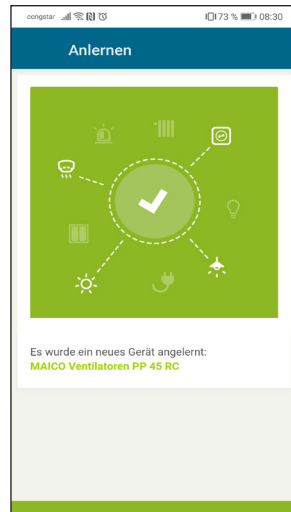 congstar 73 % 08:30
Anlernen
Es wurde ein neues Gerät angelernt:
MAICO Ventilatoren PP 45 RC